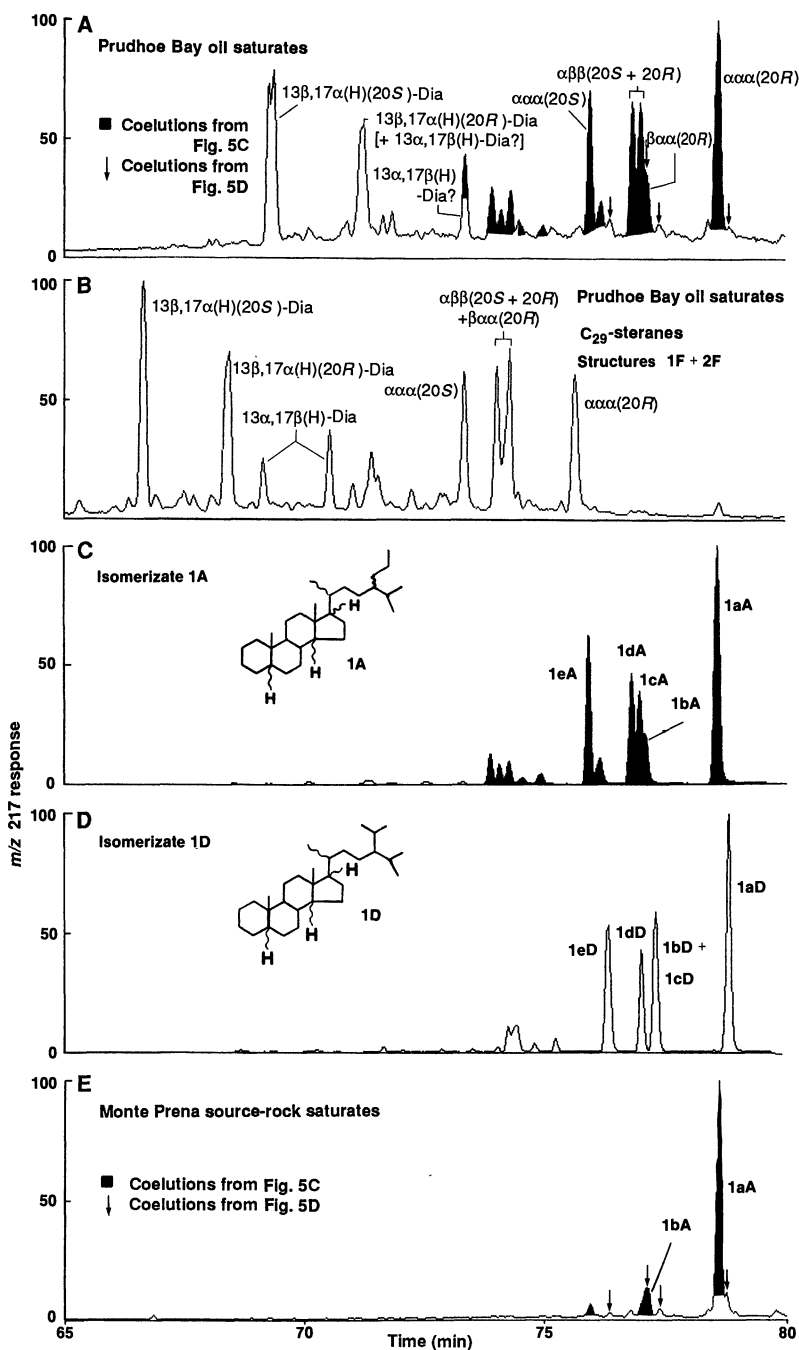 A
100
50
0
Prudhoe Bay oil saturates
■ Coelutions from
Fig. 5C
↓ Coelutions from
Fig. 5D
13β,17α(H)(20S)-Dia
13β,17α(H)(20R)-Dia
[+ 13α,17β(H)-Dia?]
13α,17β(H)
-Dia?
ααα(20S)
αββ(20S + 20R)
βαα(20R)
ααα(20R)
B
100
50
13β,17α(H)(20S)-Dia
13β,17α(H)(20R)-Dia
13α,17β(H)-Dia
ααα(20S)
αββ(20S + 20R)
+βαα(20R)
ααα(20R)
Prudhoe Bay oil saturates
C₂₉-steranes
Structures 1F + 2F
C
100
50
0
Isomerizate 1A
H
H
H
1A
1eA
1dA
1cA
1bA
1aA
m/z 217 response
D
100
50
0
Isomerizate 1D
H
H
H
1D
1eD
1dD
1bD +
1cD
1aD
E
100
50
0
Monte Prena source-rock saturates
■ Coelutions from Fig. 5C
↓ Coelutions from Fig. 5D
1bA
1aA
65
70
75
80
Time (min)